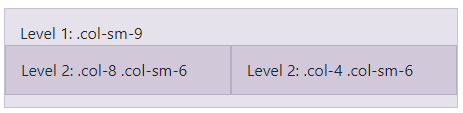 Level 1: .col-sm-9
Level 2: .col-8 .col-sm-6
Level 2: .col-4 .col-sm-6